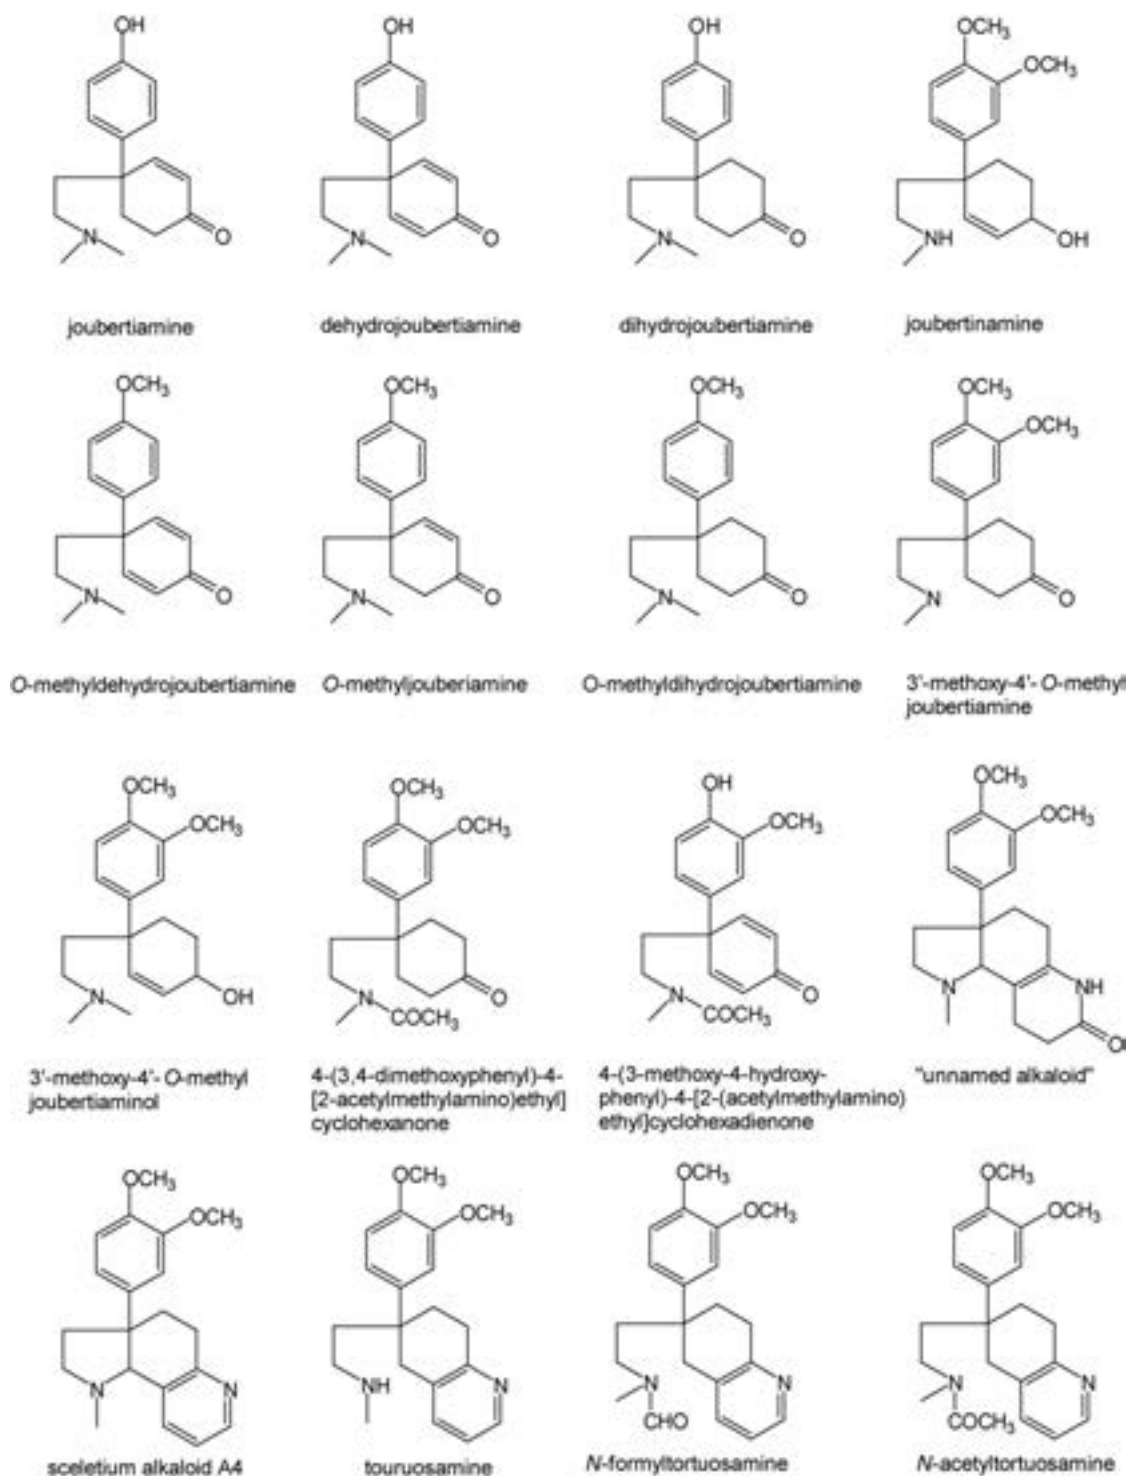 OH OH OH OCH3
OCH3
N O N O N O NH OH
joubertiamine dehydrojoubertiamine dihydrojoubertiamine joubertinamine
OCH3 OCH3 OCH3 OCH3
OCH3
N O N O N O N O
O-methyldehydrojoubertiamine O-methyljouberiamine O-methyldihydrojoubertiamine 3'-methoxy-4'-O-methyl
joubertiamine
OCH3 OCH3 OH OCH3
OCH3 OCH3 OCH3 OCH3
N OH N COCH3 O N COCH3 O N NH O
3'-methoxy-4'-O-methyl
joubertiaminol
4-(3,4-dimethoxyphenyl)-4-
[2-acetylmethylamino)ethyl]
cyclohexanone
4-(3-methoxy-4-hydroxy-
phenyl)-4-[2-(acetylmethylamino)
ethyl]cyclohexadienone
"unnamed alkaloid"
OCH3 OCH3 OCH3 OCH3
OCH3 OCH3 OCH3 OCH3
N N NH N N N N N
CHO COCH3
sceletium alkaloid A4 touruosamine N-formyltortuosamine N-acetyltortuosamine